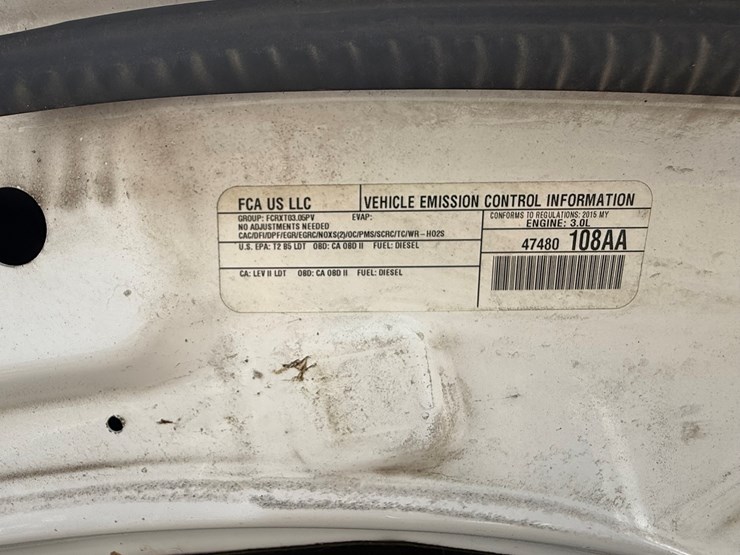 FCA US LLC
VEHICLE EMISSION CONTROL INFORMATION
GROUP: FCRXT03.05PV EVAP:
NO ADJUSTMENTS NEEDED
CAC/DFI/DPF/EGR/EGRC/NOXS(2)/OC/PMS/SCRC/TC/WR-HO2S
U.S. EPA: T2 B5 LDT OBD: CA OBD II FUEL: DIESEL
CA: LEV II LDT OBD: CA OBD II FUEL: DIESEL
CONFORMS TO REGULATIONS: 2015 MY
ENGINE: 3.0L
47480 108AA